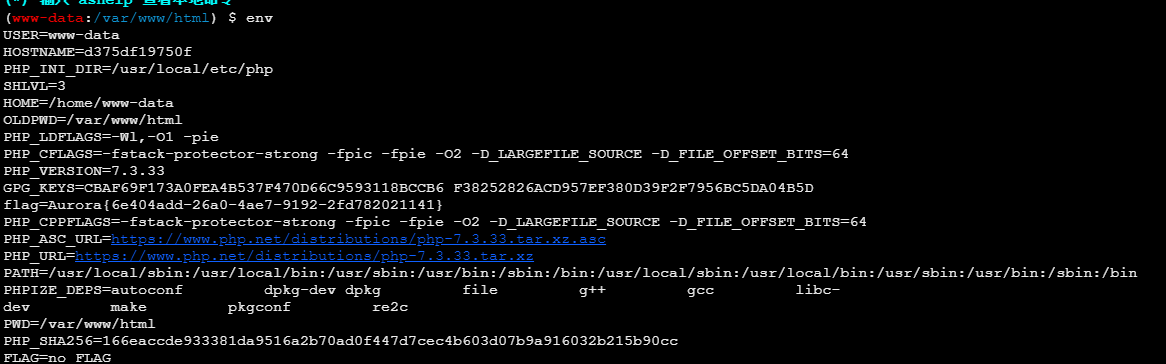 (*) 输入 ashelp 查看本地命令
(www-data:/var/www/html) $ env
USER=www-data
HOSTNAME=d375df19750f
PHP_INI_DIR=/usr/local/etc/php
SHLVL=3
HOME=/home/www-data
OLDPWD=/var/www/html
PHP_LDFLAGS=-Wl,-O1 -pie
PHP_CFLAGS=-fstack-protector-strong -fpic -fpie -O2 -D_LARGEFILE_SOURCE -D_FILE_OFFSET_BITS=64
PHP_VERSION=7.3.33
GPG_KEYS=CBAF69F173A0FEA4B537F470D66C9593118BCCB6 F38252826ACD957EF380D39F2F7956BC5DA04B5D
flag=Aurora{6e404add-26a0-4ae7-9192-2fd782021141}
PHP_CPPFLAGS=-fstack-protector-strong -fpic -fpie -O2 -D_LARGEFILE_SOURCE -D_FILE_OFFSET_BITS=64
PHP_ASC_URL=https://www.php.net/distributions/php-7.3.33.tar.xz.asc
PHP_URL=https://www.php.net/distributions/php-7.3.33.tar.xz
PATH=/usr/local/sbin:/usr/local/bin:/usr/sbin:/usr/bin:/sbin:/bin:/usr/local/sbin:/usr/local/bin:/usr/sbin:/usr/bin:/sbin:/bin
PHPIZE_DEPS=autoconf dpkg-dev dpkg file g++ gcc libc-
dev make pkgconf re2c
PWD=/var/www/html
PHP_SHA256=166eaccde933381da9516a2b70ad0f447d7cec4b603d07b9a916032b215b90cc
FLAG=no FLAG